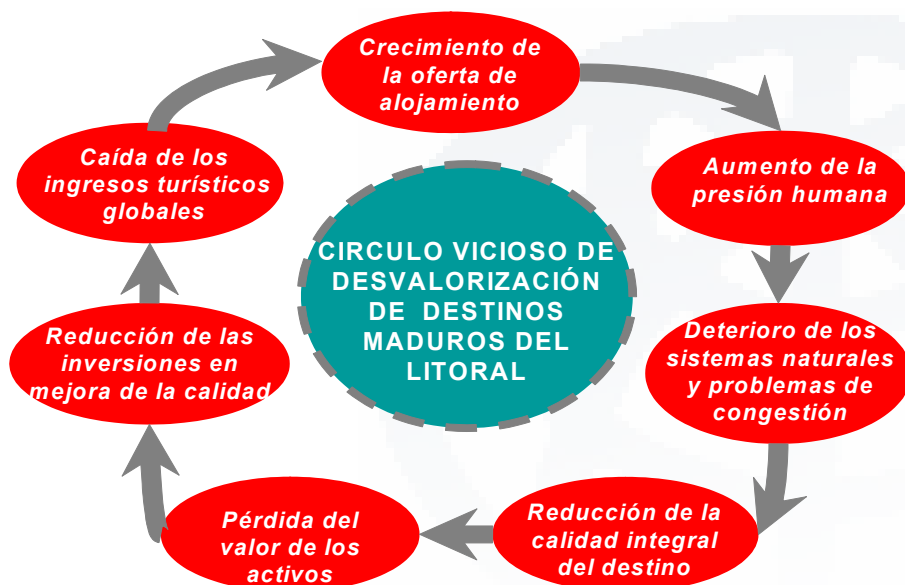 Crecimiento de
la oferta de
alojamiento
Aumento de la
presión humana
Deterioro de los
sistemas naturales
y problemas de
congestión
Reducción de la
calidad integral
del destino
Pérdida del
valor de los
activos
Reducción de las
inversiones en
mejora de la calidad
Caída de los
ingresos turísticos
globales
CIRCULO VICIOSO DE
DESVALORIZACIÓN
DE DESTINOS
MADUROS DEL
LITORAL